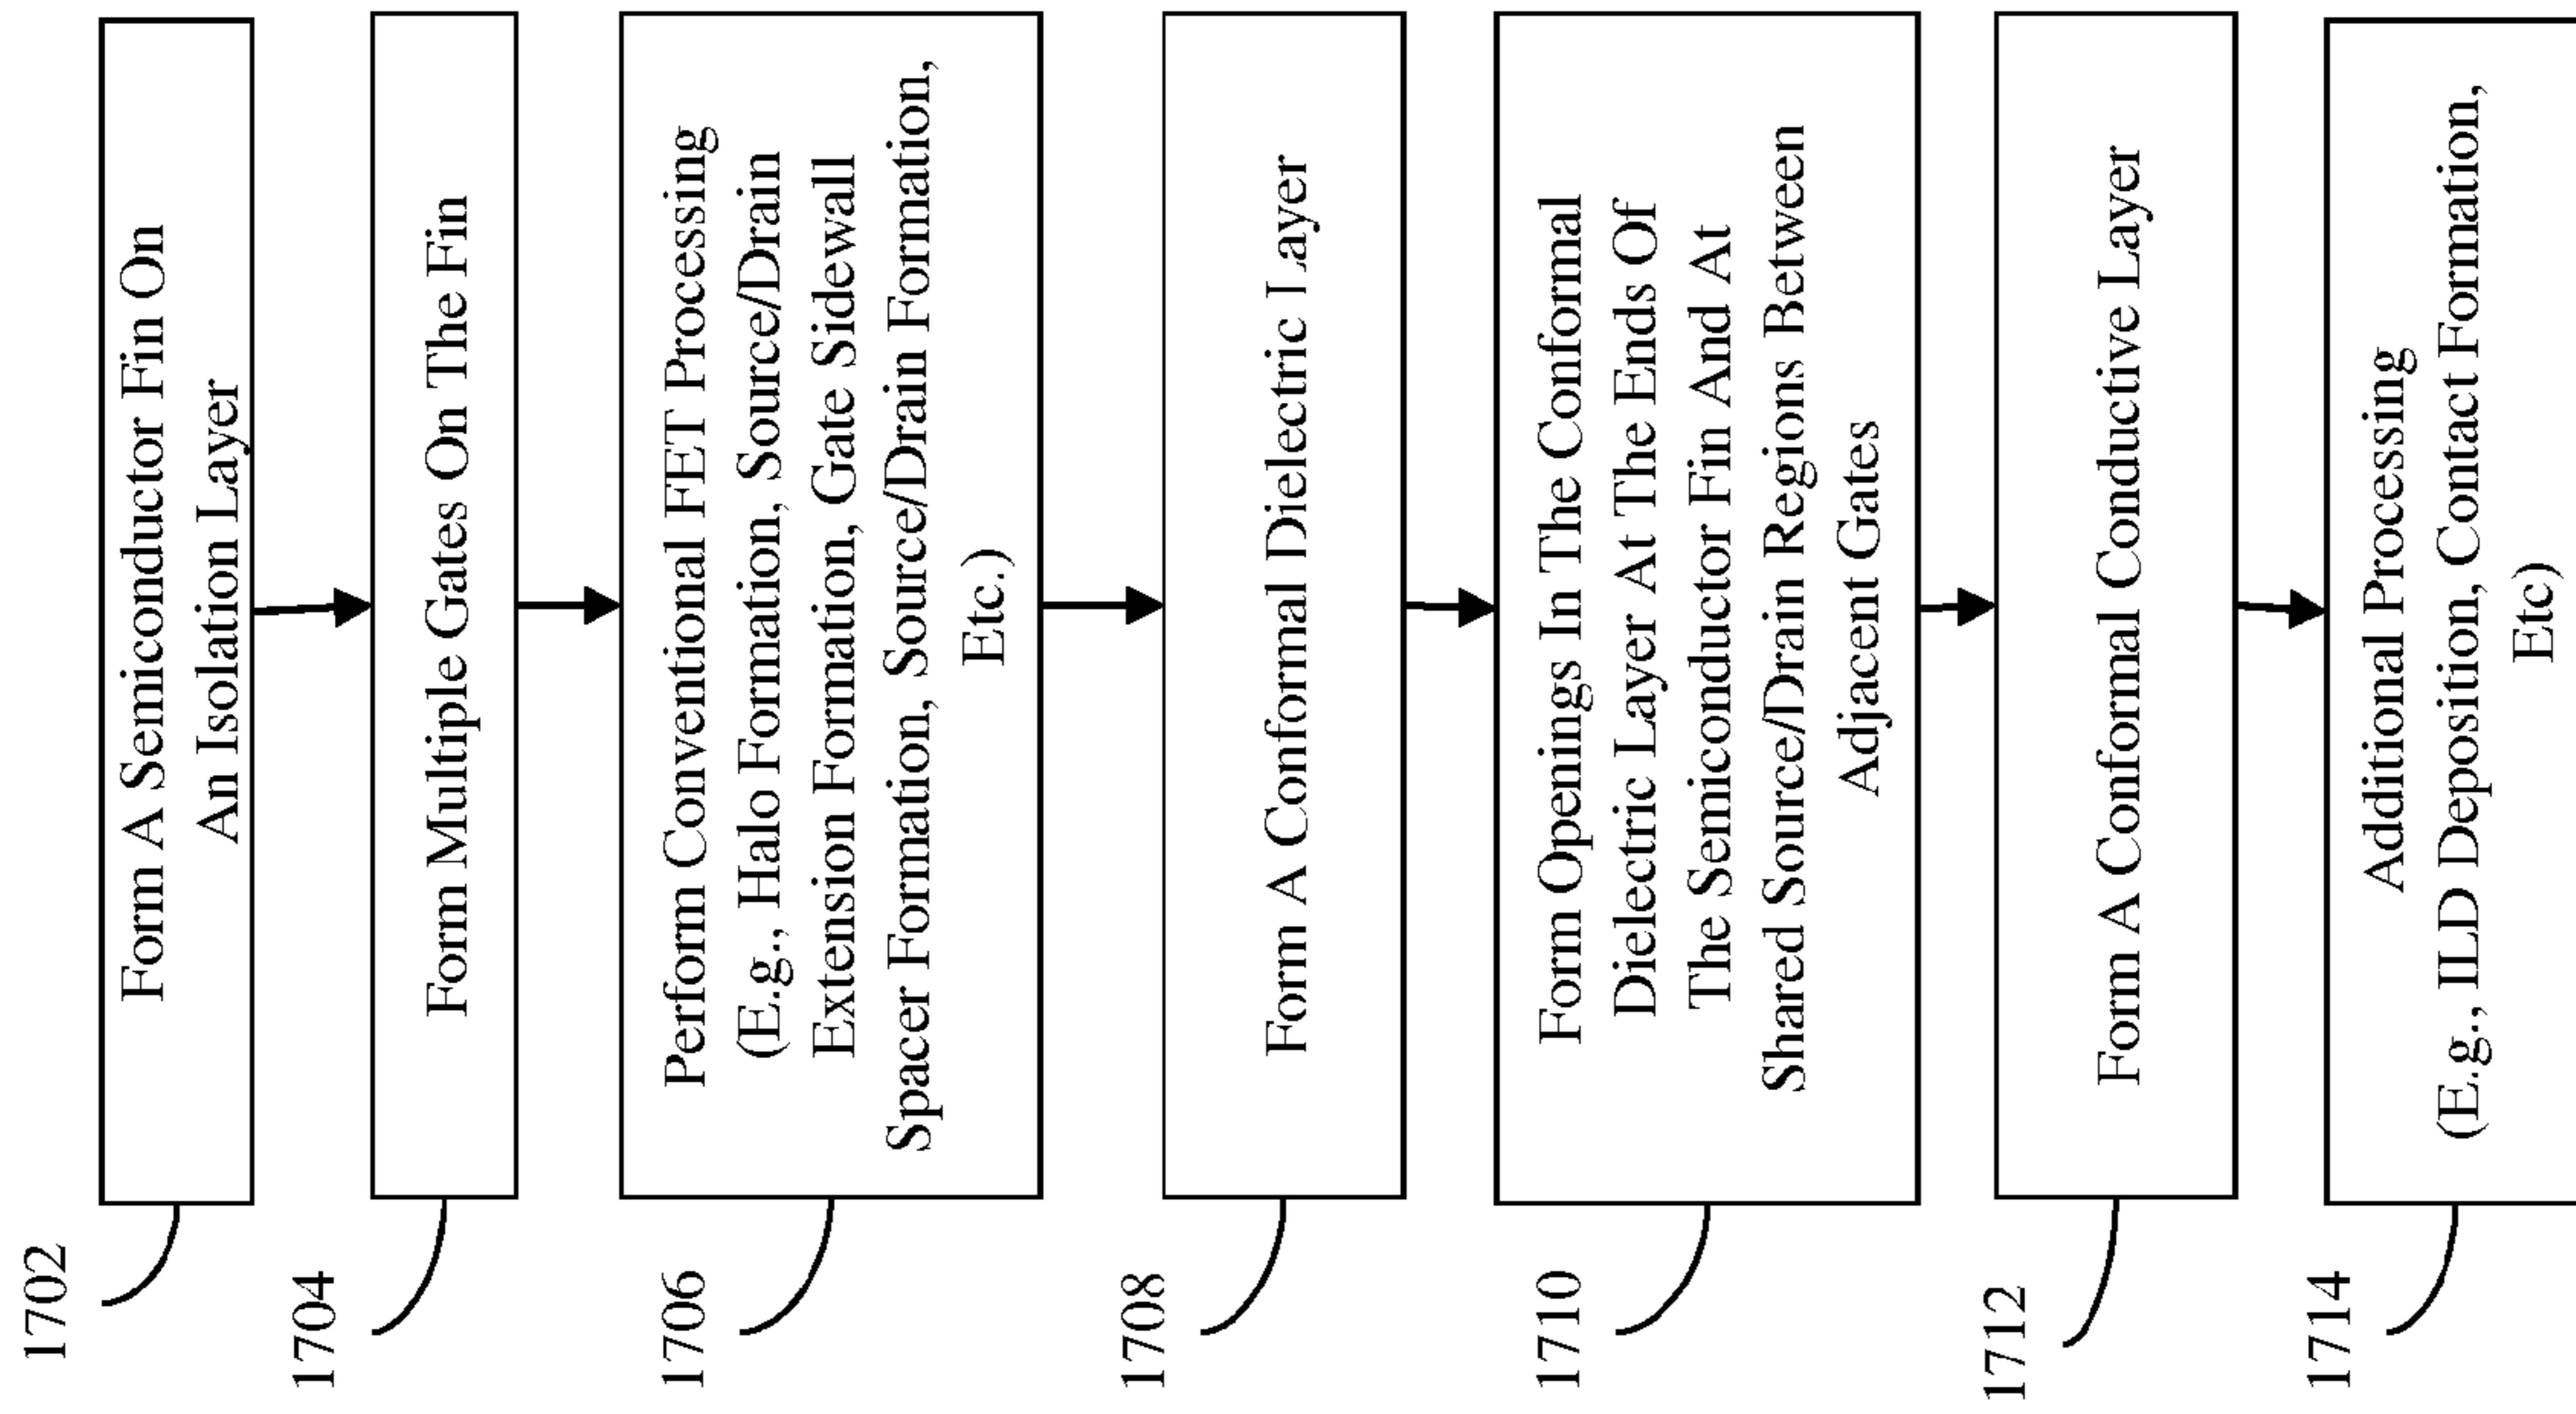 1702
Form A Semiconductor Fin On
An Isolation Layer
1704
Form Multiple Gates On The Fin
1706
Perform Conventional FET Processing
(E.g., Halo Formation, Source/Drain
Extension Formation, Gate Sidewall
Spacer Formation, Source/Drain Formation,
Etc.)
1708
Form A Conformal Dielectric Layer
1710
Form Openings In The Conformal
Dielectric Layer At The Ends Of
The Semiconductor Fin And At
Shared Source/Drain Regions Between
Adjacent Gates
1712
Form A Conformal Conductive Layer
1714
Additional Processing
(E.g., ILD Deposition, Contact Formation,
Etc)